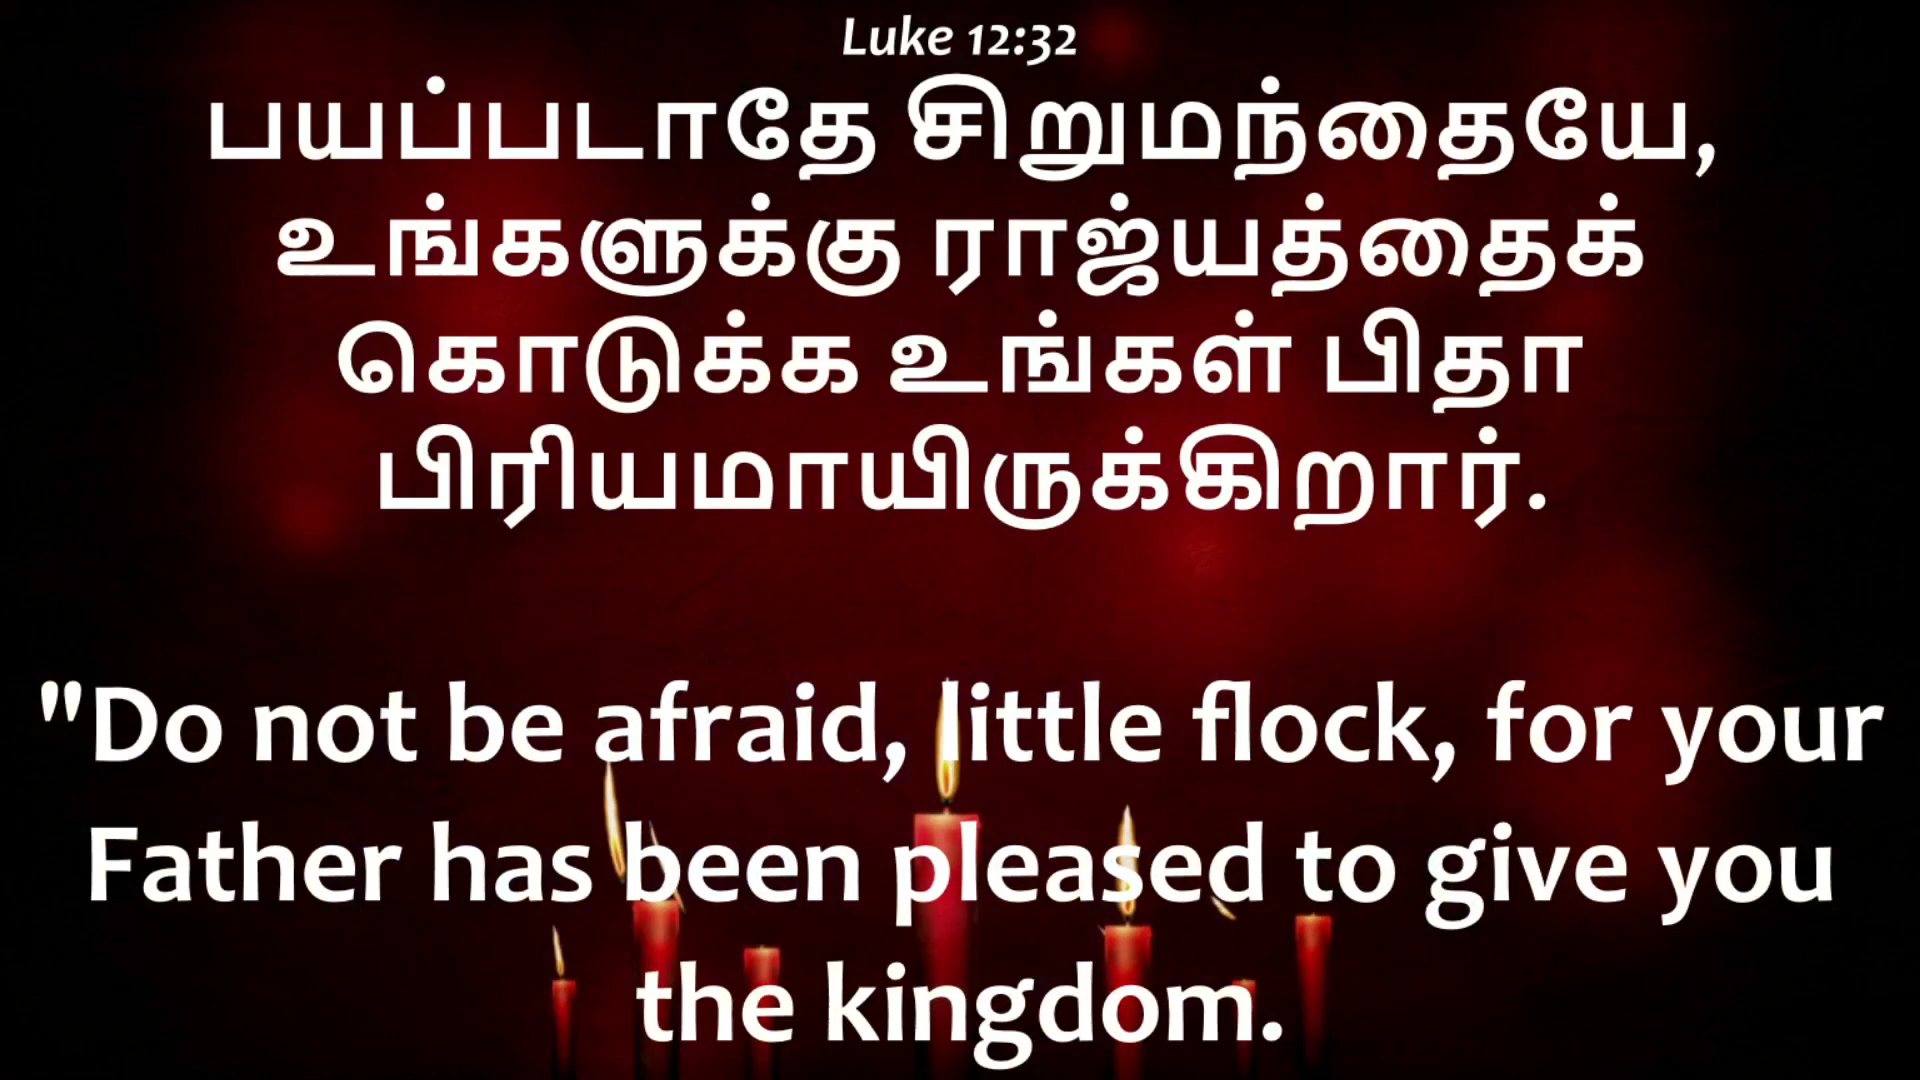 Luke 12:32
பயப்படாதே சிறுமந்தையே,
உங்களுக்கு ராஜ்யத்தைக்
கொடுக்க உங்கள் பிதா
பிரியமாயிருக்கிறார்.
"Do not be afraid, little flock, for your
Father has been pleased to give you
the kingdom.